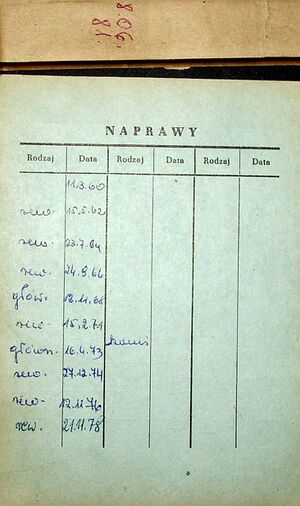 NAPRAWY
Rodzaj Data Rodzaj Data Rodzaj Data
11.3.60
rew. 15.5.62
rew. 23.7.64
rew. 24.9.66
głów. 12.11.68
rew- 15.2.71
główn. 16.4.73
rew. 27.12.74
rew- 12.11.76
rew. 21.11.78